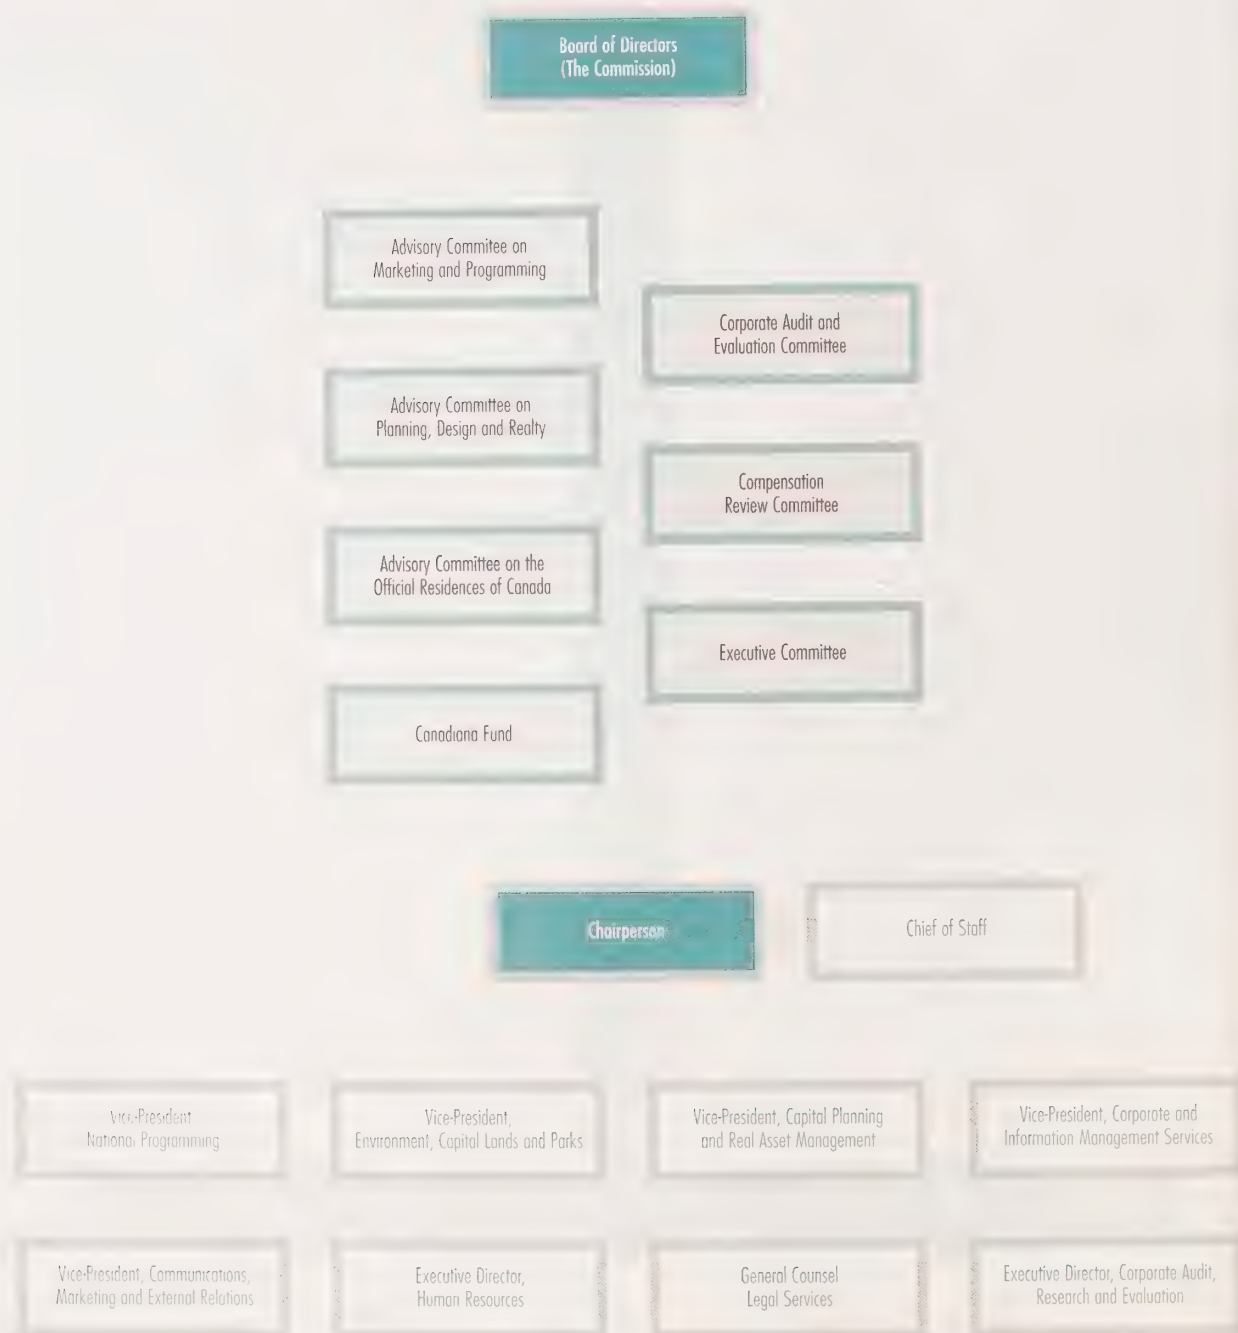 Board of Directors
(The Commission)
Advisory Commitee on
Marketing and Programming
Corporate Audit and
Evaluation Committee
Advisory Committee on
Planning, Design and Realty
Compensation
Review Committee
Advisory Committee on the
Official Residences of Canada
Executive Committee
Canadiana Fund
Chairperson
Chief of Staff
Vice-President
National Programming
Vice-President,
Environment, Capital Lands and Parks
Vice-President, Capital Planning
and Real Asset Management
Vice-President, Corporate and
Information Management Services
Vice-President, Communications,
Marketing and External Relations
Executive Director,
Human Resources
General Counsel
Legal Services
Executive Director, Corporate Audit,
Research and Evaluation